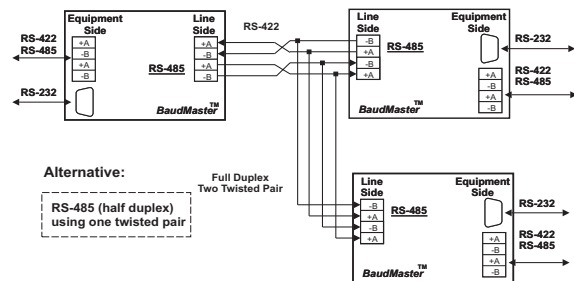 Equipment
Side
Line
Side
RS-422
RS-485
+A
-B
+A
-B
+A
-B
+A
-B
RS-485
RS-232
BaudMaster™
RS-422
Line
Side
Equipment
Side
-B
+A
-B
+A
RS-485
RS-232
+A
-B
+A
-B
RS-422
RS-485
BaudMaster™
Alternative:
RS-485 (half duplex)
using one twisted pair
Full Duplex
Two Twisted Pair
Line
Side
Equipment
Side
-B
+A
-B
+A
RS-485
RS-232
+A
-B
+A
-B
RS-422
RS-485
BaudMaster™